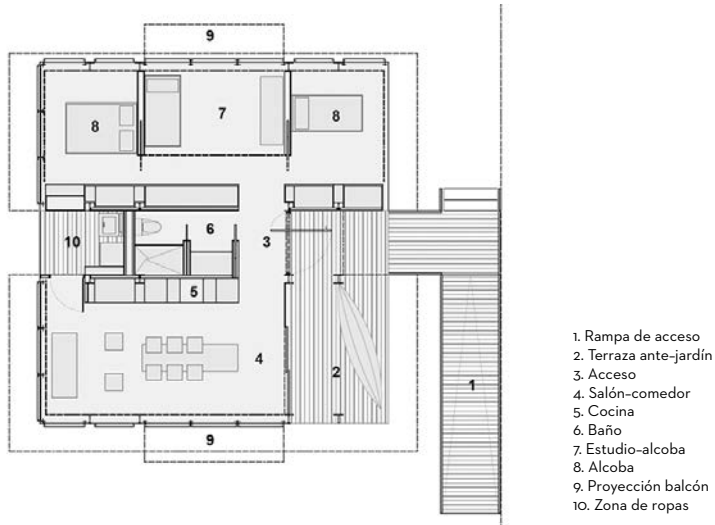 9
8
7
8
10
6
3
5
4
2
1
9
1. Rampa de acceso
2. Terraza ante-jardín
3. Acceso
4. Salón-comedor
5. Cocina
6. Baño
7. Estudio-alcoba
8. Alcoba
9. Proyección balcón
10. Zona de ropas